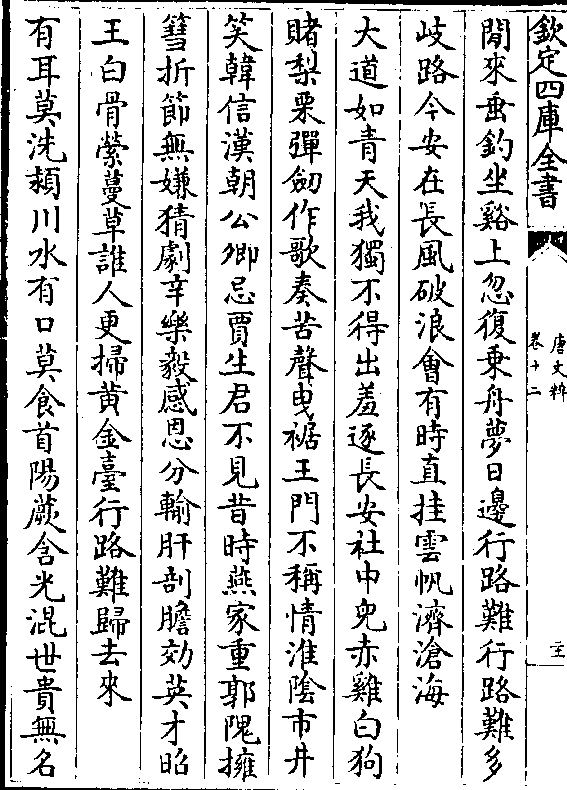 欽定四庫全書
唐文粹
卷十二
閒來垂釣坐谿上忽復乗舟夢日邊行路難行路難多
岐路今安在長風破浪會有時直挂雲帆濟滄海
大道如青天我獨不得出羞逐長安社中兒赤雞白狗
賭梨栗彈劒作歌奏苦聲曳裾王門不稱情淮陰市井
笑韓信漢朝公卿忌賈生君不見昔時燕家重郭隗擁
篲折節無嫌猜劇辛樂毅感恩分輸肝剖膽効英才昭
王白骨縈蔓草誰人更掃黄金臺行路難歸去來
有耳莫洗潁川水有口莫食首陽蕨含光混世貴無名